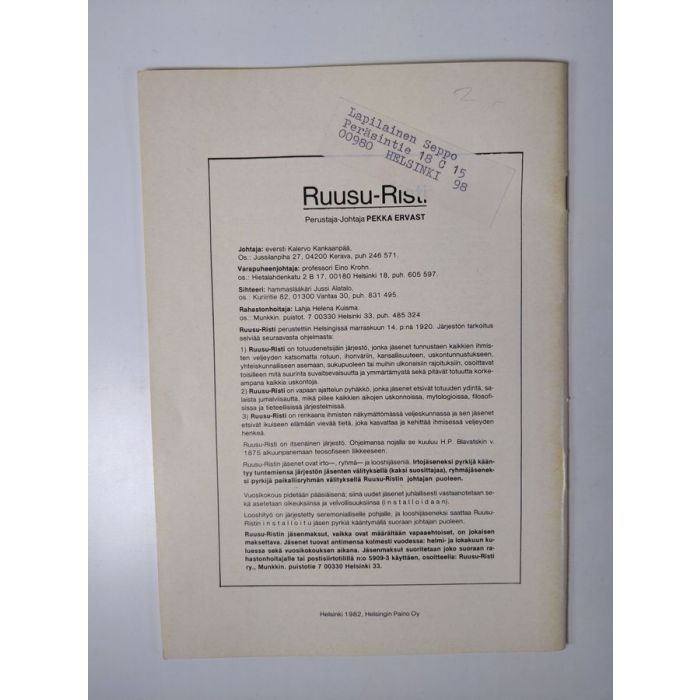 2 -
Lapilainen Seppo
Peräsintie 18 C 15
00980 HELSINKI 98
Ruusu-Risti
Perustaja-Johtaja PEKKA ERVAST
Johtaja: eversti Kalervo Kankaanpää,
Os.: Jussilanpiha 27, 04200 Kerava, puh 246 571.
Varapuheenjohtaja: professori Eino Krohn.
os.: Hietalahdenkatu 2 B 17, 00180 Helsinki 18, puh. 605 597.
Sihteeri: hammaslääkäri Jussi Alatalo,
os.: Kuriiritie 82, 01300 Vantaa 30, puh. 831 495.
Rahastonhoitaja: Lahja Helena Kuisma.
os.: Munkkin. puistot. 7 00330 Helsinki 33, puh. 485 324
Ruusu-Risti perustettiin Helsingissä marraskuun 14. p:nä 1920. Järjestön tarkoitus
selviää seuraavasta ohjelmasta:
1) Ruusu-Risti on totuudenetsijäin järjestö, jonka jäsenet tunnustaen kaikkien ihmis-
ten veljeyden katsomatta rotuun, ihonväriin, kansallisuuteen, uskontunnustukseen,
yhteiskunnalliseen asemaan, sukupuoleen tai muihin ulkonaisiin rajoituksiin, osoittavat
toisilleen mitä suurinta suvaitsevaisuutta ja ymmärtämystä sekä pitävät totuutta korke-
ampana kaikkia uskontoja.
2) Ruusu-Risti on vapaan ajattelun pyhäkkö, jonka jäsenet etsivät totuuden ydintä, sa-
laista jumalviisautta, mikä piilee kaikkien aikojen uskonnoissa, mytologioissa, filosofi-
sissa ja tieteellisissä järjestelmissä.
3) Ruusu-Risti on renkaana ihmisten näkymättömässä veljeskunnassa ja sen jäsenet
etsivät ikuiseen elämään vievää tietä, joka kasvattaa ja kehittää ihmisessä veljeyden
henkeä.
Ruusu-Risti on itsenäinen järjestö. Ohjelmansa nojalla se kuuluu H.P. Blavatskin v.
1875 alkuunpanemaan teosofiseen liikkeeseen.
Ruusu-Ristin jäsenet ovat irto—, ryhmä— ja looshijäseniä. Irtojäseneksi pyrkijä kään-
tyy tuntemiensa järjestön jäsenten välityksellä (kaksi suosittajaa), ryhmäjäsenek-
si pyrkijä paikallisryhmän välityksellä Ruusu-Ristin johtajan puoleen.
Vuosikokous pidetään pääsiäisenä; siinä uudet jäsenet juhlallisesti vastaanotetaan se-
kä asetetaan oikeuksiinsa ja velvollisuuksiinsa (installoidaan).
Looshityö on järjestetty seremonialliselle pohjalle, ja looshijäseneksi saattaa Ruusu-
Ristin installoitu jäsen pyrkiä kääntymällä suoraan johtajan puoleen.
Ruusu-Ristin jäsenmaksut, vaikka ovat määrältään vapaaehtoiset, on jokaisen
maksettava. Jäsenet tuovat antimensa kolmesti vuodessa: helmi- ja lokakuun ku-
luessa sekä vuosikokouksen aikana. Jäsenmaksut suoritetaan joko suoraan ra-
hastonhoitajalle tai postisiirtotilillä n:o 5909-3 käyttäen, osoitteella: Ruusu-Risti
ry., Munkkin. puistotie 7 00330 Helsinki 33.
Helsinki 1982, Helsingin Paino Oy